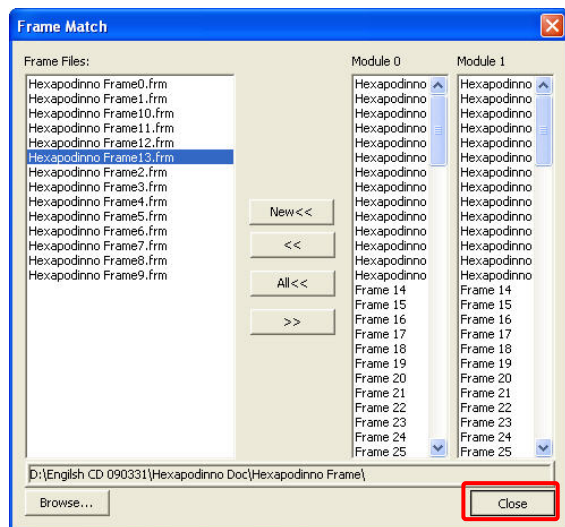 Frame Match
Frame Files:
Module 0
Module 1
Hexapodinno Frame0.frm
Hexapodinno Frame1.frm
Hexapodinno Frame10.frm
Hexapodinno Frame11.frm
Hexapodinno Frame12.frm
Hexapodinno Frame13.frm
Hexapodinno Frame2.frm
Hexapodinno Frame3.frm
Hexapodinno Frame4.frm
Hexapodinno Frame5.frm
Hexapodinno Frame6.frm
Hexapodinno Frame7.frm
Hexapodinno Frame8.frm
Hexapodinno Frame9.frm
New<<
<<
All<<
>>
Hexapodinno
Hexapodinno
Hexapodinno
Hexapodinno
Hexapodinno
Hexapodinno
Hexapodinno
Hexapodinno
Hexapodinno
Hexapodinno
Hexapodinno
Hexapodinno
Hexapodinno
Hexapodinno
Frame 14
Frame 15
Frame 16
Frame 17
Frame 18
Frame 19
Frame 20
Frame 21
Frame 22
Frame 23
Frame 24
Frame 25
Hexapodinno
Hexapodinno
Hexapodinno
Hexapodinno
Hexapodinno
Hexapodinno
Hexapodinno
Hexapodinno
Hexapodinno
Hexapodinno
Hexapodinno
Hexapodinno
Hexapodinno
Hexapodinno
Frame 14
Frame 15
Frame 16
Frame 17
Frame 18
Frame 19
Frame 20
Frame 21
Frame 22
Frame 23
Frame 24
Frame 25
D:\Engilsh CD 090331\Hexapodinno Doc\Hexapodinno Frame\
Browse...
Close